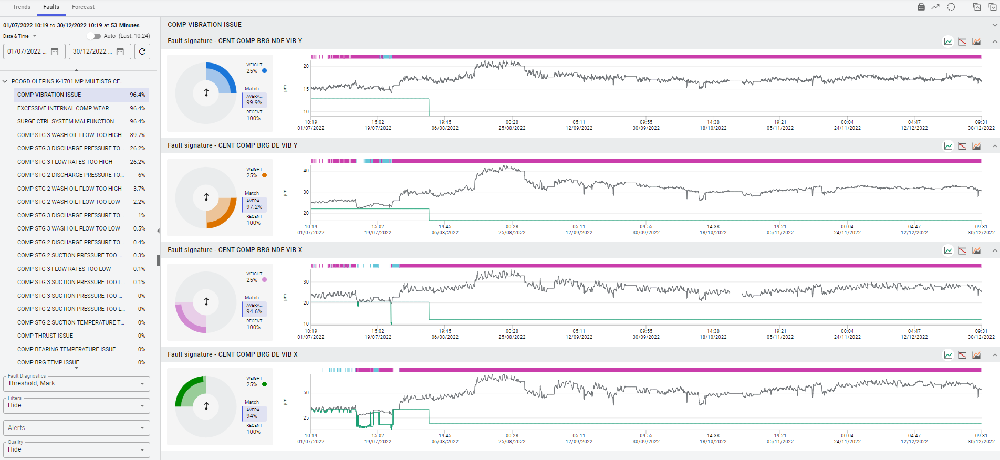 Trends Faults Forecast
01/07/2022 10:19 to 30/12/2022 10:19 at 53 Minutes
Date & Time Auto (Last: 10:24)
01/07/2022 ... 30/12/2022 ...
PCOGD OLEFINS K-1701 MP MULTISTG CE...
COMP VIBRATION ISSUE 96.4%
EXCESSIVE INTERNAL COMP WEAR 96.4%
SURGE CTRL SYSTEM MALFUNCTION 96.4%
COMP STG 3 WASH OIL FLOW TOO HIGH 89.7%
COMP STG 3 DISCHARGE PRESSURE TO... 26.2%
COMP STG 3 FLOW RATES TOO HIGH 26.2%
COMP STG 2 DISCHARGE PRESSURE TO... 6%
COMP STG 2 WASH OIL FLOW TOO HIGH 3.7%
COMP STG 2 WASH OIL FLOW TOO LOW 2.2%
COMP STG 3 DISCHARGE PRESSURE TO... 1%
COMP STG 3 WASH OIL FLOW TOO LOW 0.5%
COMP STG 2 DISCHARGE PRESSURE TO... 0.4%
COMP STG 2 SUCTION PRESSURE TOO ... 0.3%
COMP STG 3 FLOW RATES TOO LOW 0.1%
COMP STG 3 SUCTION PRESSURE TOO L... 0.1%
COMP STG 3 SUCTION PRESSURE TOO ... 0%
COMP STG 2 SUCTION PRESSURE TOO L... 0%
COMP STG 2 SUCTION TEMPERATURE T... 0%
COMP THRUST ISSUE 0%
COMP BEARING TEMPERATURE ISSUE 0%
COMP BRG TEMP ISSUE 0%
Fault Diagnostics
Threshold, Mark
Filters
Hide
Alerts
Quality
Hide
COMP VIBRATION ISSUE
Fault signature - CENT COMP BRG NDE VIB Y
WEIGHT
25%
Match
AVERA...
99.9%
RECENT
100%
µm
20
15
10
10:19 15:02 19:45 00:28 05:11 09:55 14:38 19:21 00:04 04:47 09:31
01/07/2022 19/07/2022 06/08/2022 25/08/2022 12/09/2022 30/09/2022 18/10/2022 05/11/2022 24/11/2022 12/12/2022 30/12/2022
Fault signature - CENT COMP BRG DE VIB Y
WEIGHT
25%
Match
AVERA...
97.2%
RECENT
100%
µm
40
30
20
10:19 15:02 19:45 00:28 05:11 09:55 14:38 19:21 00:04 04:47 09:31
01/07/2022 19/07/2022 06/08/2022 25/08/2022 12/09/2022 30/09/2022 18/10/2022 05/11/2022 24/11/2022 12/12/2022 30/12/2022
Fault signature - CENT COMP BRG NDE VIB X
WEIGHT
25%
Match
AVERA...
94.6%
RECENT
100%
µm
30
20
10
10:19 15:02 19:45 00:28 05:11 09:55 14:38 19:21 00:04 04:47 09:31
01/07/2022 19/07/2022 06/08/2022 25/08/2022 12/09/2022 30/09/2022 18/10/2022 05/11/2022 24/11/2022 12/12/2022 30/12/2022
Fault signature - CENT COMP BRG DE VIB X
WEIGHT
25%
Match
AVERA...
94%
RECENT
100%
µm
50
25
10:19 15:02 19:45 00:28 05:11 09:55 14:38 19:21 00:04 04:47 09:31
01/07/2022 19/07/2022 06/08/2022 25/08/2022 12/09/2022 30/09/2022 18/10/2022 05/11/2022 24/11/2022 12/12/2022 30/12/2022